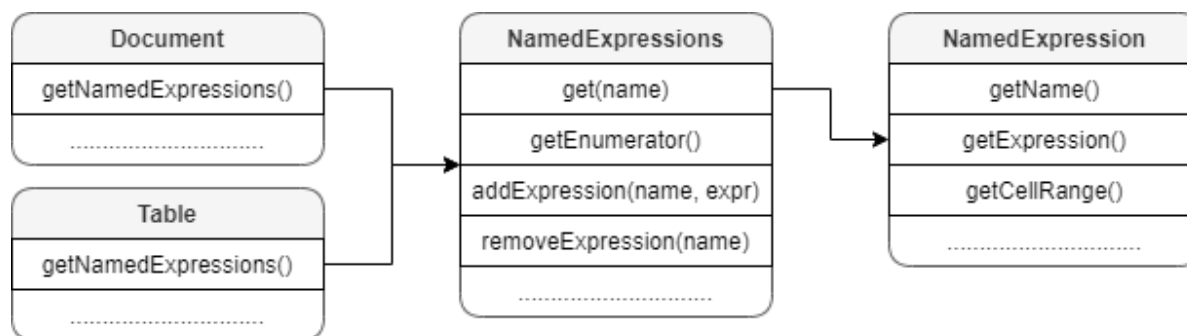 Document
getNamedExpressions()
..............................
Table
getNamedExpressions()
..............................
NamedExpressions
get(name)
getEnumerator()
addExpression(name, expr)
removeExpression(name)
..............................
NamedExpression
getName()
getExpression()
getCellRange()
..............................